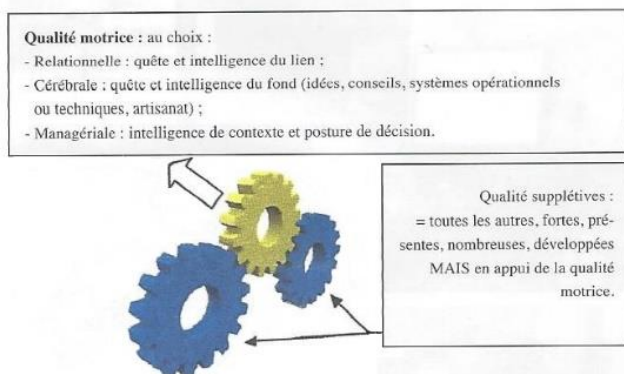 Qualité motrice : au choix :
- Relationnelle : quête et intelligence du lien ;
- Cérébrale : quête et intelligence du fond (idées, conseils, systèmes opérationnels
ou techniques, artisanat) ;
- Managériale : intelligence de contexte et posture de décision.
Qualité supplétives :
= toutes les autres, fortes, pré-
sentes, nombreuses, développées
MAIS en appui de la qualité
motrice.